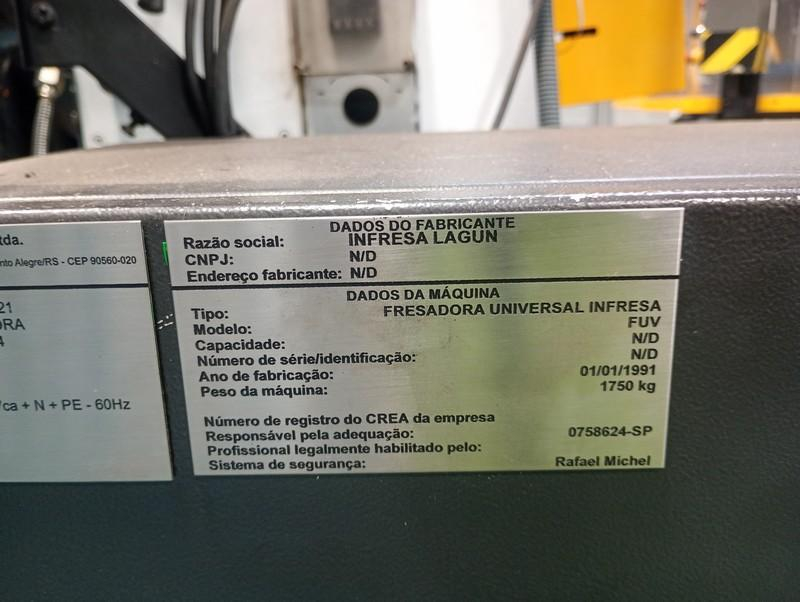 tda.
nto Alegre/RS - CEP 90560-020
21
ORA
4
/ca + N + PE - 60Hz
DADOS DO FABRICANTE
Razão social: INFRESA LAGUN
CNPJ: N/D
Endereço fabricante: N/D
DADOS DA MÁQUINA
Tipo: FRESADORA UNIVERSAL INFRESA
Modelo: FUV
Capacidade: N/D
Número de série/identificação: N/D
Ano de fabricação: 01/01/1991
Peso da máquina: 1750 kg
Número de registro do CREA da empresa
Responsável pela adequação: 0758624-SP
Profissional legalmente habilitado pelo:
Sistema de segurança: Rafael Michel